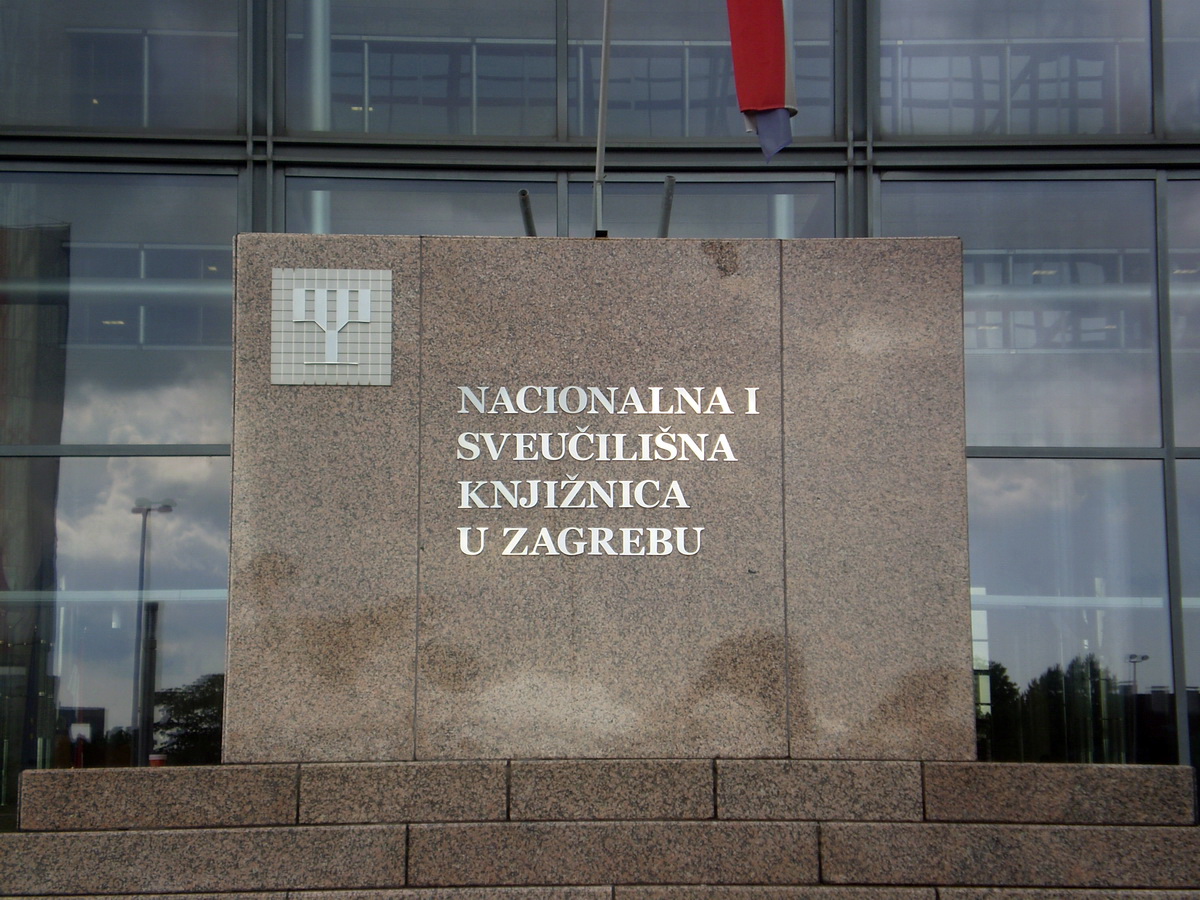 NACIONALNA I
SVEUČILIŠNA
KNJIŽNICA
U ZAGREBU